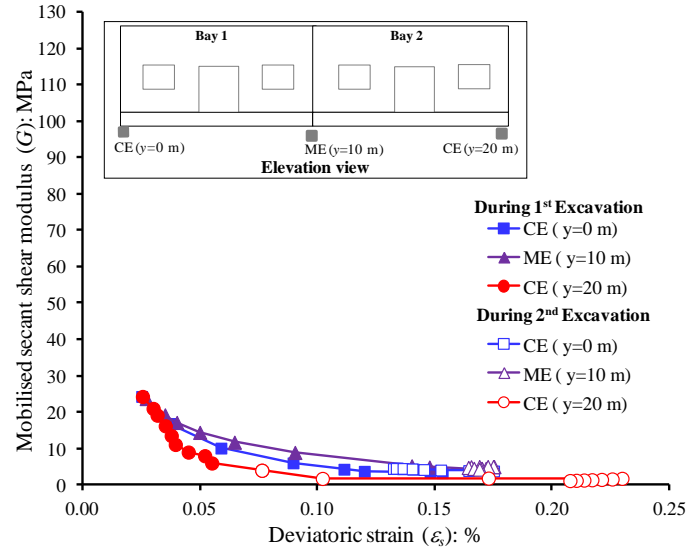 Mobilised secant shear modulus (G): MPa
130
120
110
100
90
80
70
60
50
40
30
20
10
0
Bay 1 Bay 2
CE (y=0 m) ME (y=10 m) CE (y=20 m)
Elevation view
During 1st Excavation
CE ( y=0 m)
ME ( y=10 m)
CE ( y=20 m)
During 2nd Excavation
CE ( y=0 m)
ME ( y=10 m)
CE ( y=20 m)
0.00 0.05 0.10 0.15 0.20 0.25
Deviatoric strain (εs): %